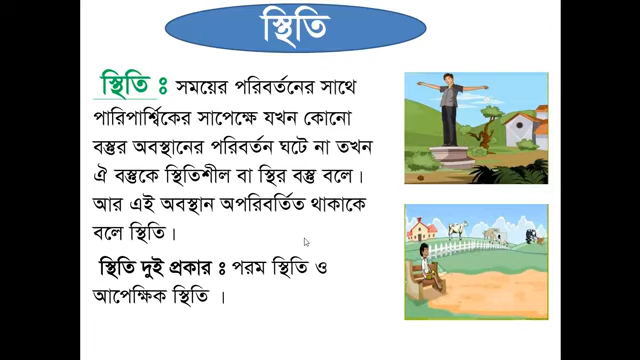 স্থিতি
স্থিতি ঃ সময়ের পরিবর্তনের সাথে
পারিপার্শ্বিকের সাপেক্ষে যখন কোনো
বস্তুর অবস্থানের পরিবর্তন ঘটে না তখন
ঐ বস্তুকে স্থিতিশীল বা স্থির বস্তু বলে।
আর এই অবস্থান অপরিবর্তিত থাকাকে
বলে স্থিতি।
স্থিতি দুই প্রকার ঃ পরম স্থিতি ও
আপেক্ষিক স্থিতি ।